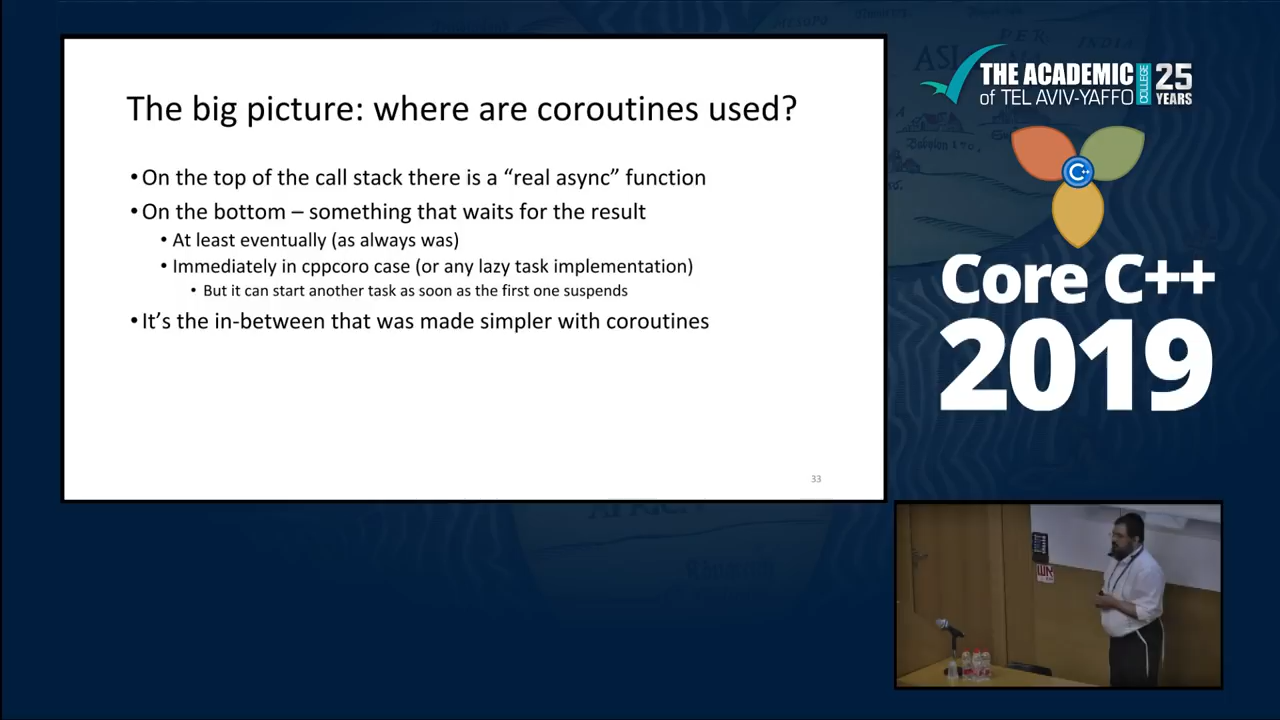 The big picture: where are coroutines used?
•On the top of the call stack there is a “real async” function
•On the bottom – something that waits for the result
• At least eventually (as always was)
• Immediately in cppcoro case (or any lazy task implementation)
• But it can start another task as soon as the first one suspends
•It’s the in-between that was made simpler with coroutines
33
THE ACADEMIC
of TEL AVIV-YAFFO
COLLEGE
25
YEARS
C++
Core C++
2019
ASI
Babylon